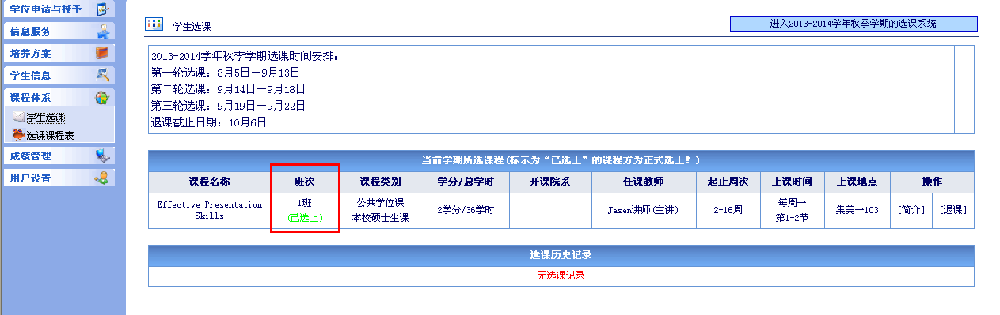 学位申请与授予
信息服务
培养方案
学生信息
课程体系
学生选课
选课课程表
成绩管理
用户设置
学生选课
进入2013-2014学年秋季学期的选课系统
2013-2014学年秋季学期选课时间安排：
第一轮选课：8月5日—9月13日
第二轮选课：9月14日—9月18日
第三轮选课：9月19日—9月22日
退课截止日期：10月6日
当前学期所选课程(标示为“已选上”的课程方为正式选上！)
课程名称 班次 课程类别 学分/总学时 开课院系 任课教师 起止周次 上课时间 上课地点 操作
Effective Presentation Skills 1班 (已选上) 公共学位课 本校硕士生课 2学分/36学时 Jasen讲师(主讲) 2-16周 每周一 第1-2节 集美一103 [简介] [退课]
选课历史记录
无选课记录